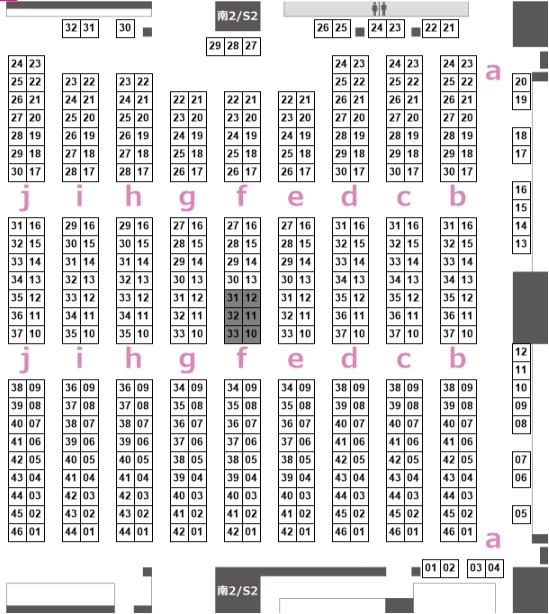 南2/S2
32 31 30 26 25 24 23 22 21
29 28 27
24 23 24 23 24 23 24 23
a
25 22 23 22 23 22 25 22 25 22 25 22 20
26 21 24 21 24 21 22 21 22 21 22 21 26 21 26 21 26 21 19
27 20 25 20 25 20 23 20 23 20 23 20 27 20 27 20 27 20
28 19 26 19 26 19 24 19 24 19 24 19 28 19 28 19 28 19 18
29 18 27 18 27 18 25 18 25 18 25 18 29 18 29 18 29 18 17
30 17 28 17 28 17 26 17 26 17 26 17 30 17 30 17 30 17
j i h g f e d c b 16
15
31 16 29 16 29 16 27 16 27 16 27 16 31 16 31 16 31 16 14
32 15 30 15 30 15 28 15 28 15 28 15 32 15 32 15 32 15 13
33 14 31 14 31 14 29 14 29 14 29 14 33 14 33 14 33 14
34 13 32 13 32 13 30 13 30 13 30 13 34 13 34 13 34 13
35 12 33 12 33 12 31 12 31 12 31 12 35 12 35 12 35 12
36 11 34 11 34 11 32 11 32 11 32 11 36 11 36 11 36 11
37 10 35 10 35 10 33 10 33 10 33 10 37 10 37 10 37 10
j i h g f e d c b 12
11
38 09 36 09 36 09 34 09 34 09 34 09 38 09 38 09 38 09 10
39 08 37 08 37 08 35 08 35 08 35 08 39 08 39 08 39 08 09
40 07 38 07 38 07 36 07 36 07 36 07 40 07 40 07 40 07 08
41 06 39 06 39 06 37 06 37 06 37 06 41 06 41 06 41 06
42 05 40 05 40 05 38 05 38 05 38 05 42 05 42 05 42 05 07
43 04 41 04 41 04 39 04 39 04 39 04 43 04 43 04 43 04 06
44 03 42 03 42 03 40 03 40 03 40 03 44 03 44 03 44 03
45 02 43 02 43 02 41 02 41 02 41 02 45 02 45 02 45 02 05
46 01 44 01 44 01 42 01 42 01 42 01 46 01 46 01 46 01
a
01 02 03 04
南2/S2